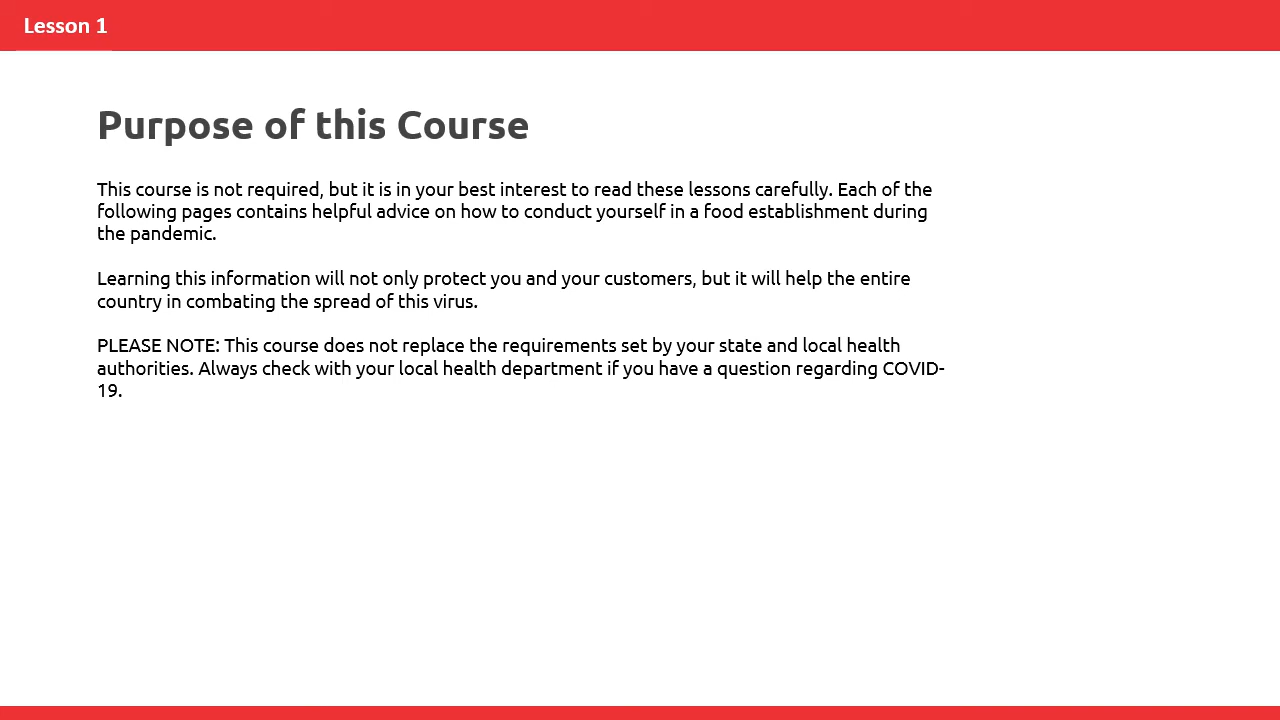 Lesson 1
Purpose of this Course
This course is not required, but it is in your best interest to read these lessons carefully. Each of the
following pages contains helpful advice on how to conduct yourself in a food establishment during
the pandemic.
Learning this information will not only protect you and your customers, but it will help the entire
country in combating the spread of this virus.
PLEASE NOTE: This course does not replace the requirements set by your state and local health
authorities. Always check with your local health department if you have a question regarding COVID-
19.